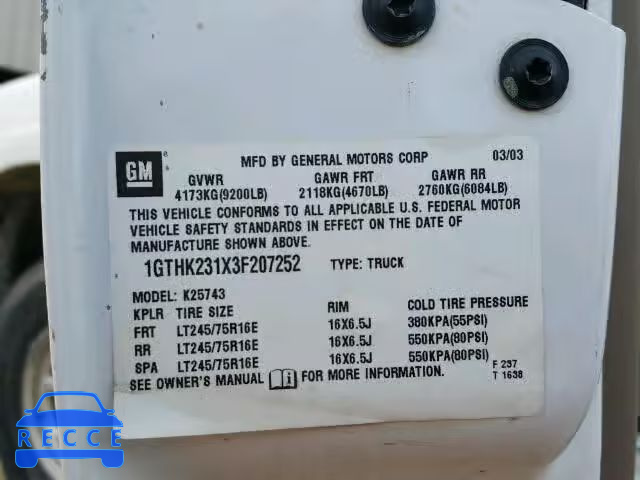 GM
MFD BY GENERAL MOTORS CORP 03/03
GVWR GAWR FRT GAWR RR
4173KG(9200LB) 2118KG(4670LB) 2760KG(6084LB)
THIS VEHICLE CONFORMS TO ALL APPLICABLE U.S. FEDERAL MOTOR
VEHICLE SAFETY STANDARDS IN EFFECT ON THE DATE OF
MANUFACTURE SHOWN ABOVE.
1GTHK231X3F207252 TYPE: TRUCK
MODEL: K25743
KPLR TIRE SIZE RIM COLD TIRE PRESSURE
FRT LT245/75R16E 16X6.5J 380KPA(55PSI)
RR LT245/75R16E 16X6.5J 550KPA(80PSI)
SPA LT245/75R16E 16X6.5J 550KPA(80PSI)
SEE OWNER'S MANUAL FOR MORE INFORMATION.
F 237
T 1638
RECCE